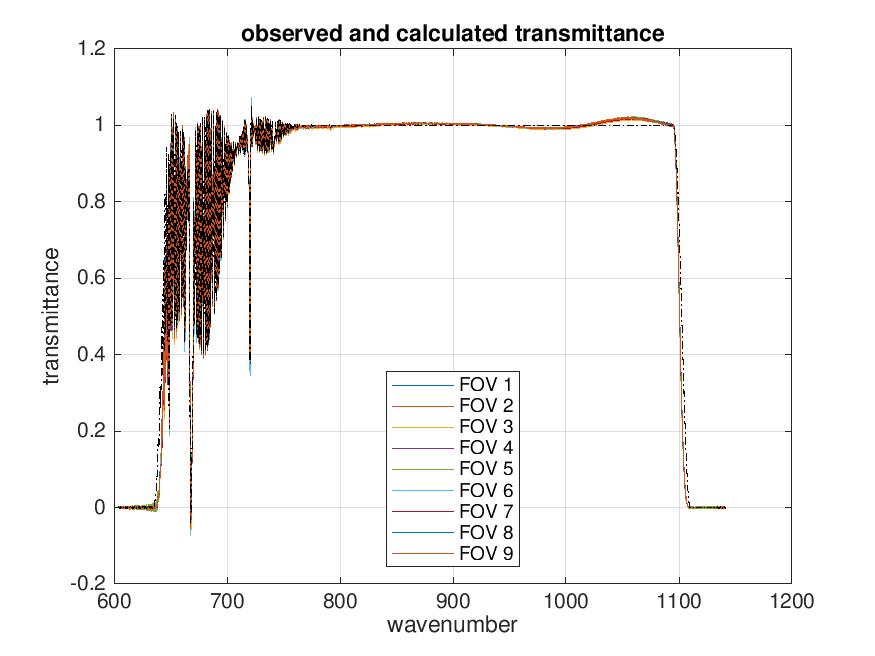 observed and calculated transmittance
1.2
1
0.8
0.6
0.4
0.2
0
-0.2
transmittance
FOV 1
FOV 2
FOV 3
FOV 4
FOV 5
FOV 6
FOV 7
FOV 8
FOV 9
600 700 800 900 1000 1100 1200
wavenumber